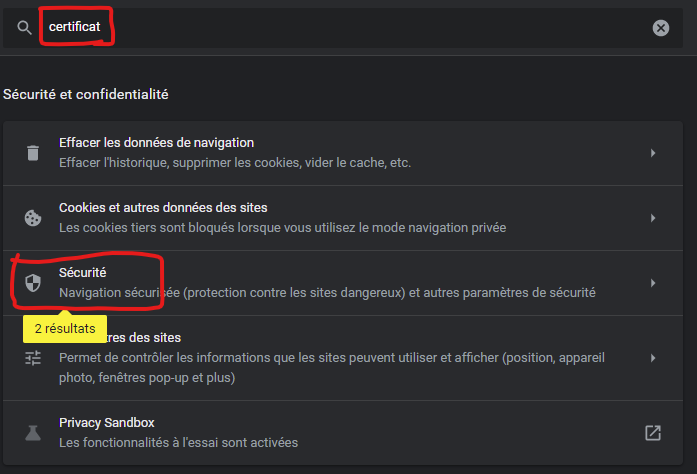 certificat
Sécurité et confidentialité
Effacer les données de navigation
Effacer l'historique, supprimer les cookies, vider le cache, etc.
Cookies et autres données des sites
Les cookies tiers sont bloqués lorsque vous utilisez le mode navigation privée
Sécurité
Navigation sécurisée (protection contre les sites dangereux) et autres paramètres de sécurité
2 résultats
tres des sites
Permet de contrôler les informations que les sites peuvent utiliser et afficher (position, appareil
photo, fenêtres pop-up et plus)
Privacy Sandbox
Les fonctionnalités à l'essai sont activées